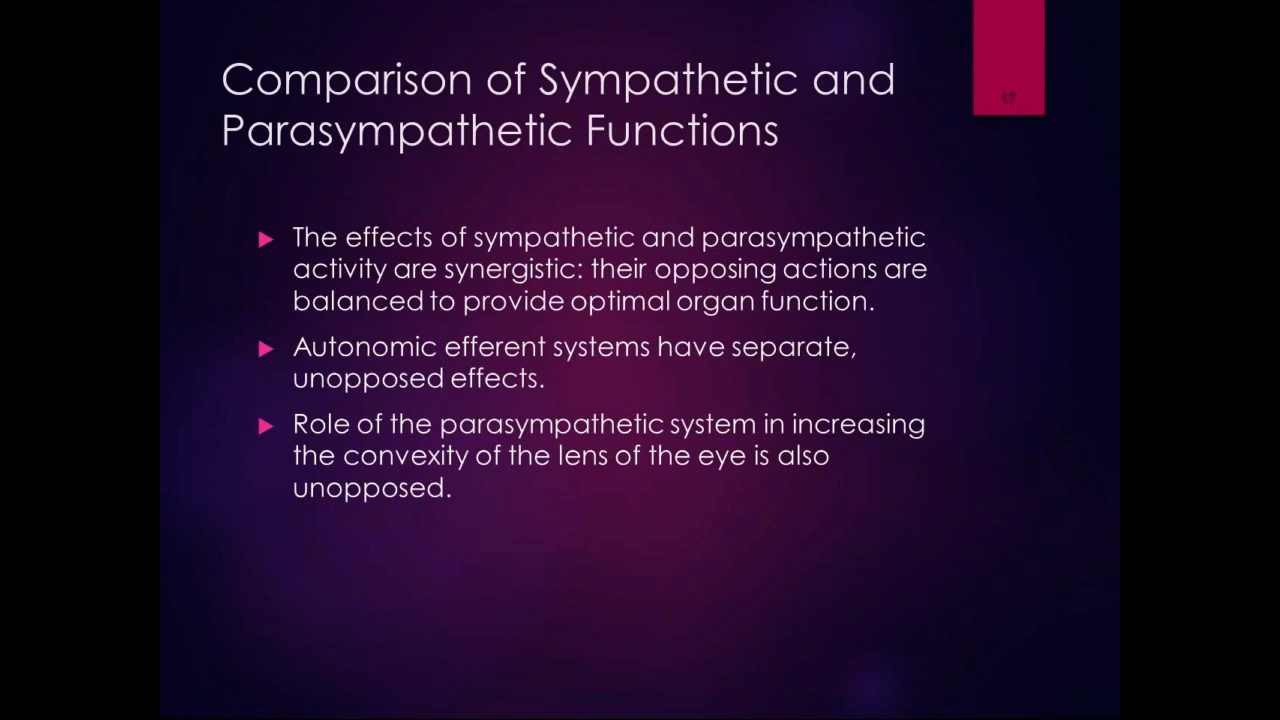 Comparison of Sympathetic and
Parasympathetic Functions
17
The effects of sympathetic and parasympathetic
activity are synergistic: their opposing actions are
balanced to provide optimal organ function.
Autonomic efferent systems have separate,
unopposed effects.
Role of the parasympathetic system in increasing
the convexity of the lens of the eye is also
unopposed.